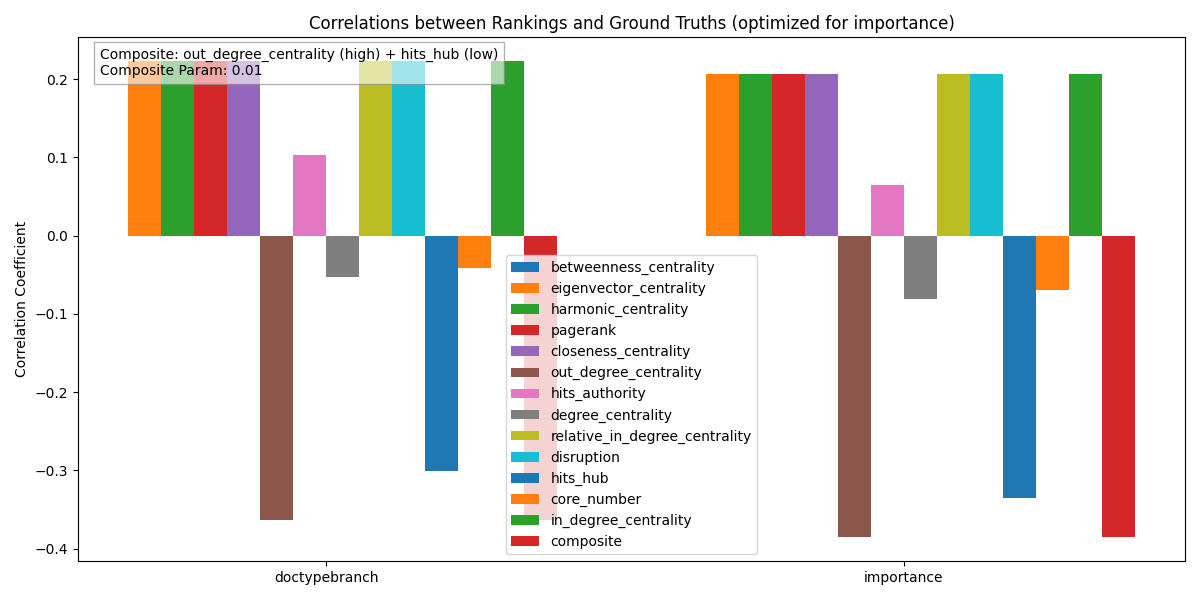 Correlations between Rankings and Ground Truths (optimized for importance)
Composite: out_degree_centrality (high) + hits_hub (low)
Composite Param: 0.01
Correlation Coefficient
0.2
0.1
0.0
−0.1
−0.2
−0.3
−0.4
betweenness_centrality
eigenvector_centrality
harmonic_centrality
pagerank
closeness_centrality
out_degree_centrality
hits_authority
degree_centrality
relative_in_degree_centrality
disruption
hits_hub
core_number
in_degree_centrality
composite
doctypebranch
importance